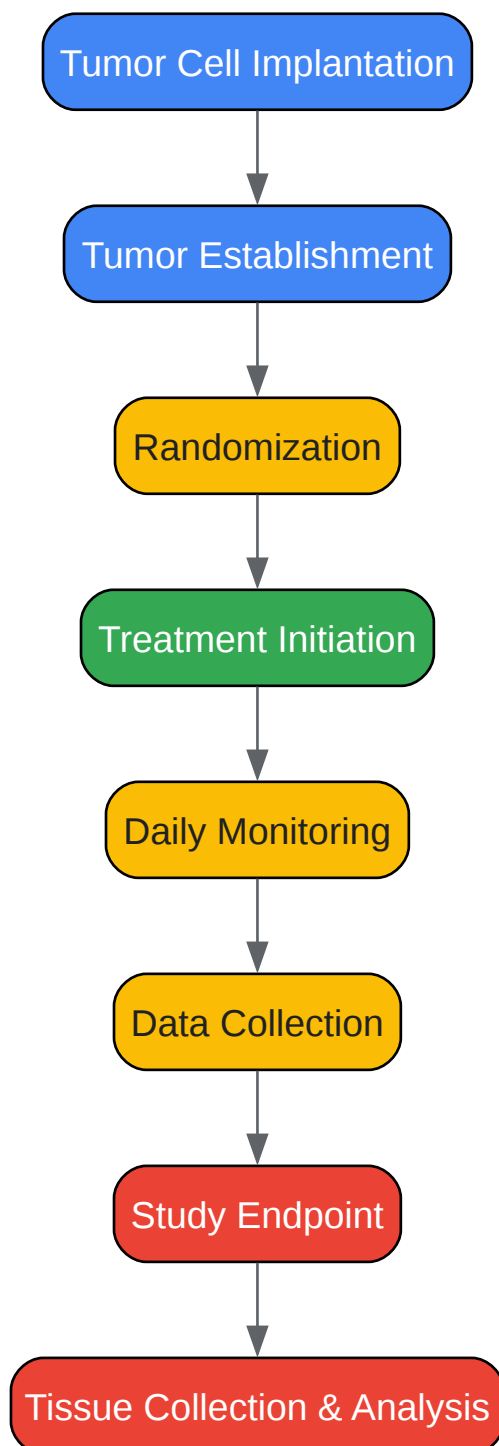 Tumor Cell Implantation
Tumor Establishment
Randomization
Treatment Initiation
Daily Monitoring
Data Collection
Study Endpoint
Tissue Collection & Analysis